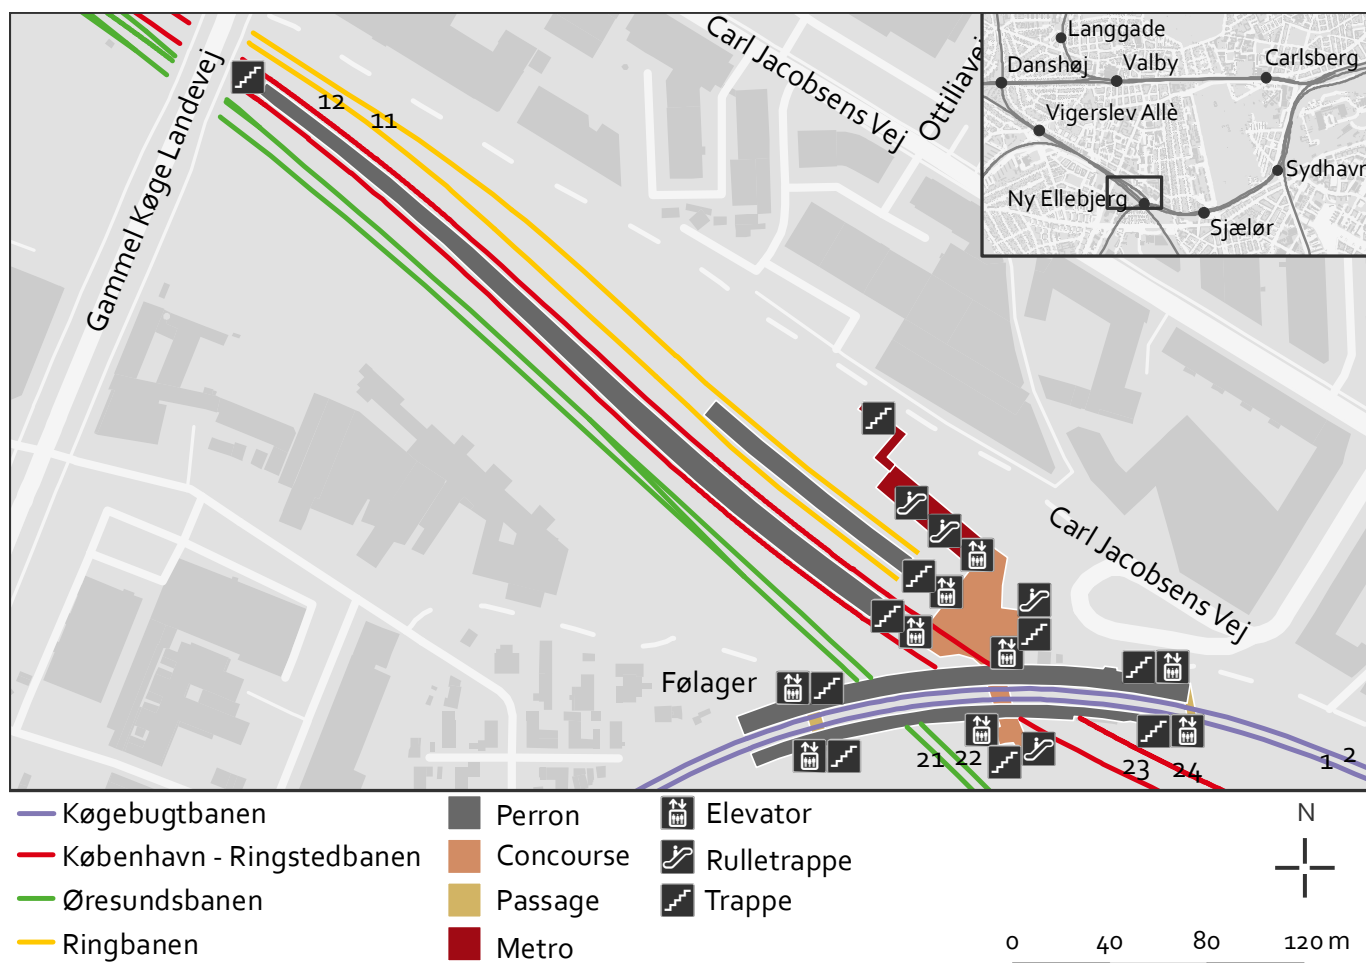 Gammel Køge Landevej
12
11
Carl Jacobsens Vej
Ottiliavej
Langgade
Danshøj
Valby
Carlsberg
Vigerslev Allè
Ny Ellebjerg
Sydhavn
Sjælør
Carl Jacobsens Vej
Følager
21
22
23
24
1
2
Køgebugtbanen
København - Ringstedbanen
Øresundsbanen
Ringbanen
Perron
Concourse
Passage
Metro
Elevator
Rulletrappe
Trappe
N
0 40 80 120 m